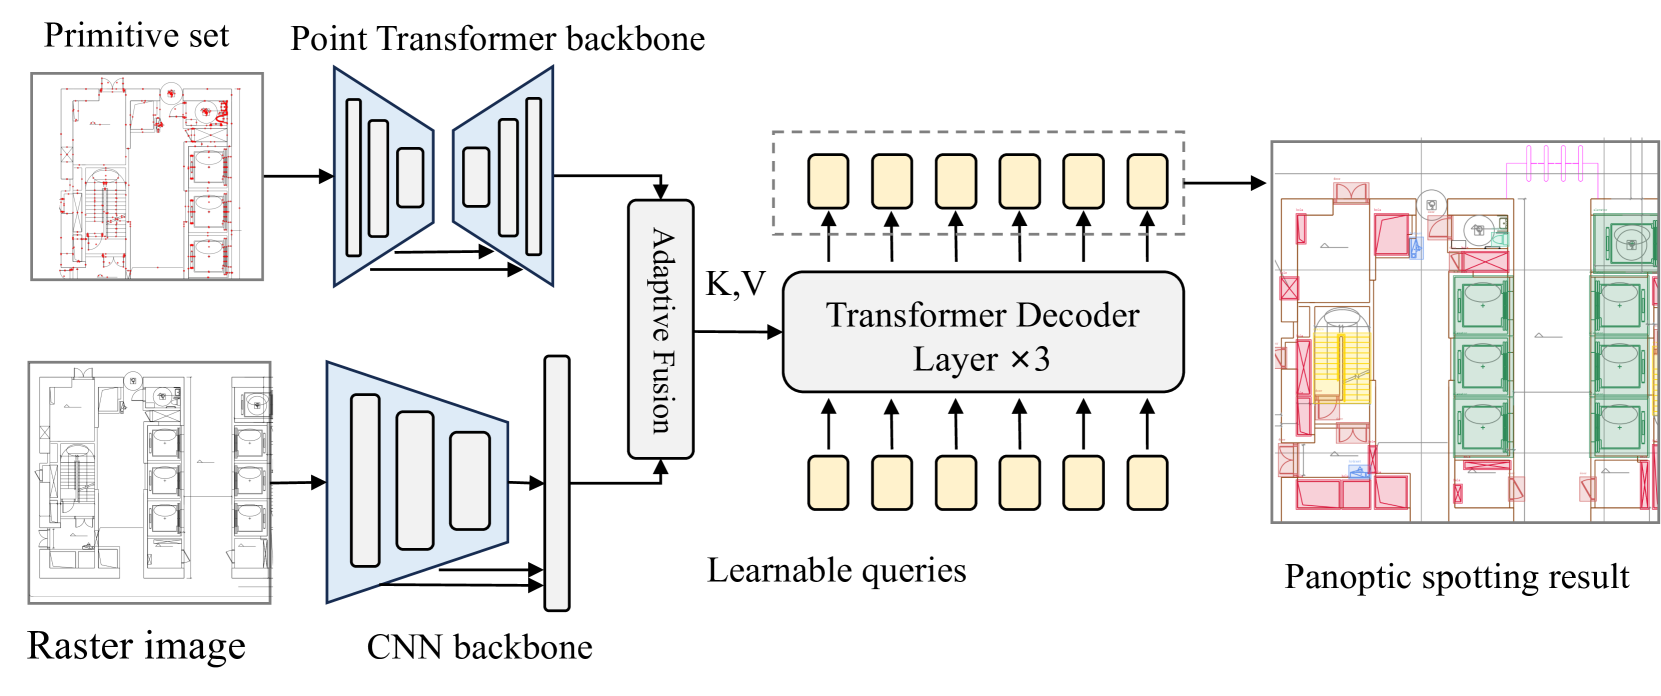 Primitive set
Point Transformer backbone
Adaptive Fusion
K,V
Transformer Decoder
Layer ×3
Learnable queries
Panoptic spotting result
Raster image
CNN backbone